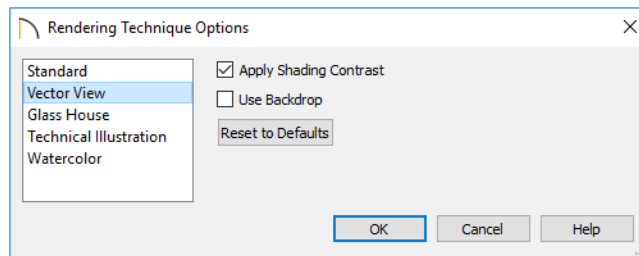 Rendering Technique Options
Standard
Vector View
Glass House
Technical Illustration
Watercolor
Apply Shading Contrast
Use Backdrop
Reset to Defaults
OK
Cancel
Help